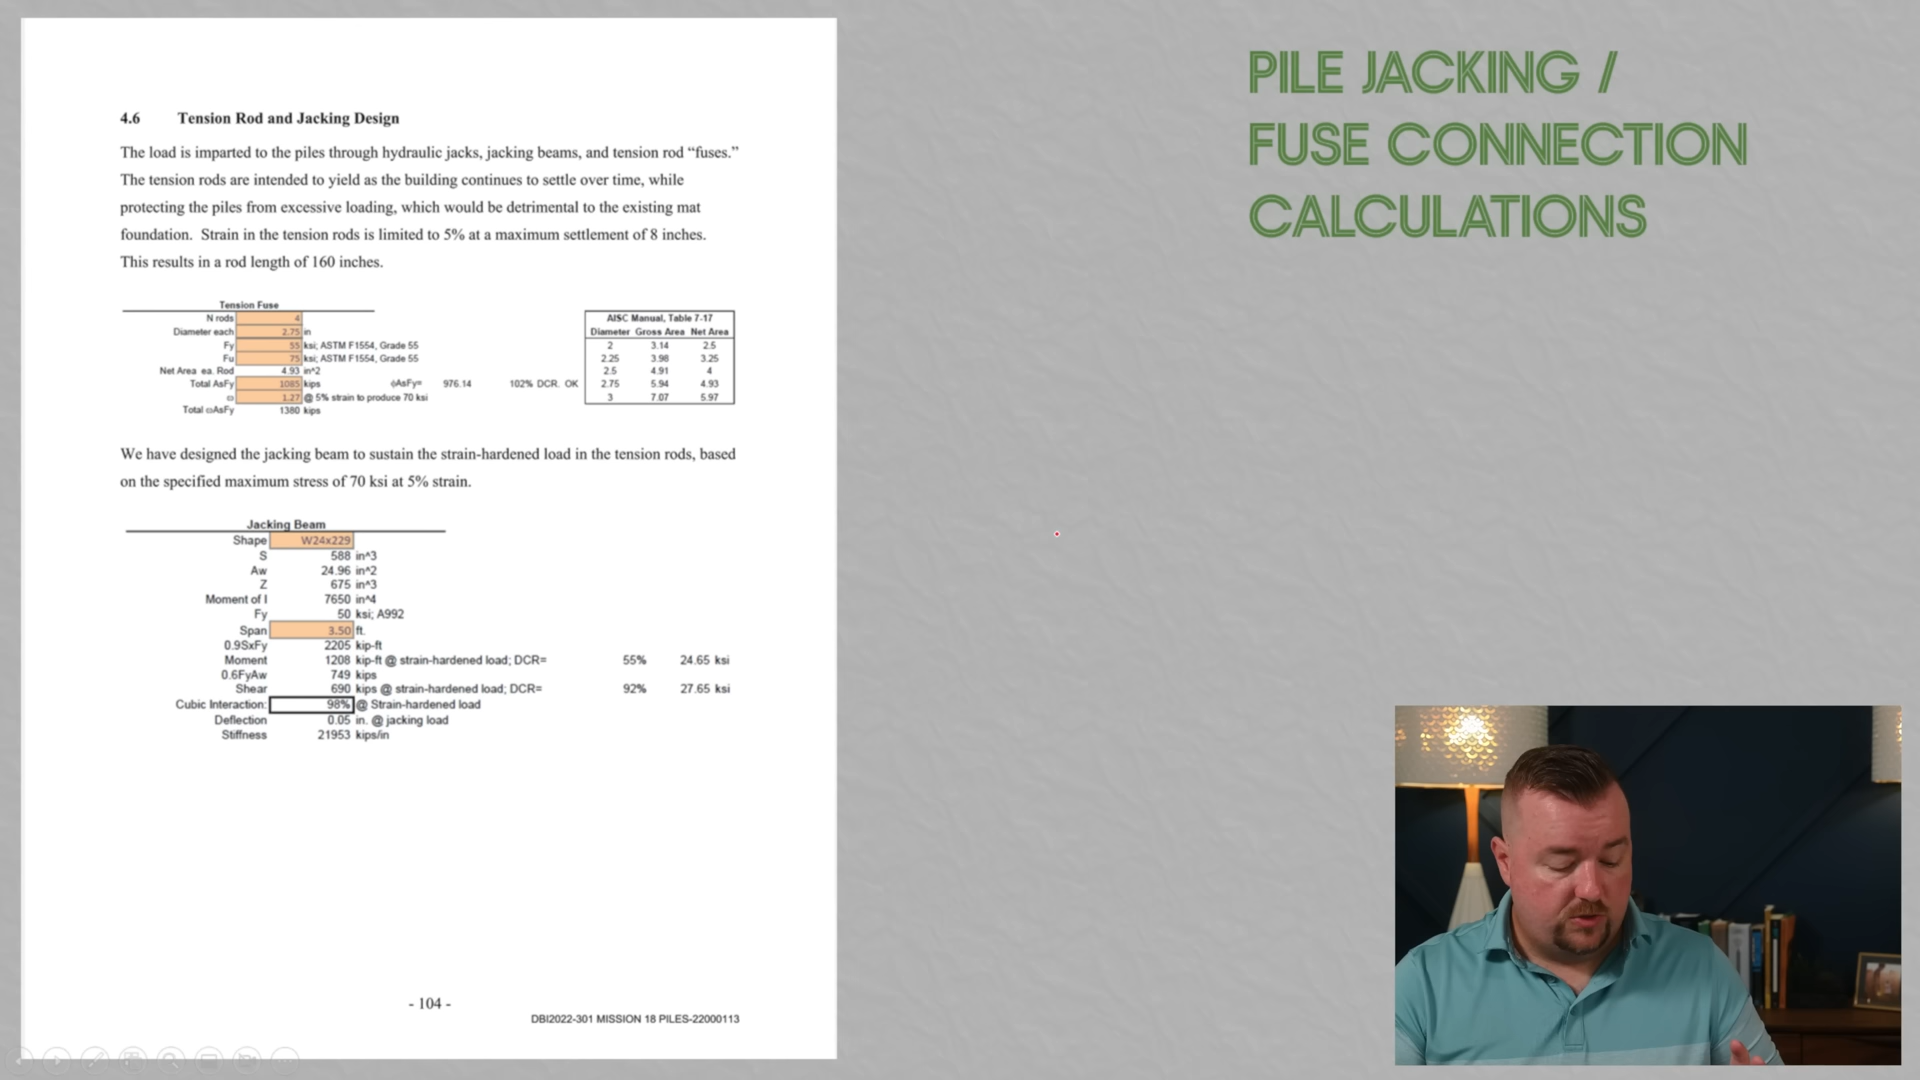 PILE JACKING /
FUSE CONNECTION
CALCULATIONS
4.6 Tension Rod and Jacking Design
The load is imparted to the piles through hydraulic jacks, jacking beams, and tension rod “fuses.”
The tension rods are intended to yield as the building continues to settle over time, while
protecting the piles from excessive loading, which would be detrimental to the existing mat
foundation. Strain in the tension rods is limited to 5% at a maximum settlement of 8 inches.
This results in a rod length of 160 inches.
Tension Fuse
N rods 4
Diameter each 2.75 in
Fy 55 ksi; ASTM F1554, Grade 55
Fu 75 ksi; ASTM F1554, Grade 55
Net Area ea. Rod 4.93 in^2
Total AsFy 1085 kips ϕAsFy= 976.14 102% DCR. OK
ω 1.27 @ 5% strain to produce 70 ksi
Total ωAsFy 1380 kips
AISC Manual, Table 7-17
Diameter Gross Area Net Area
2 3.14 2.5
2.25 3.98 3.25
2.5 4.91 4
2.75 5.94 4.93
3 7.07 5.97
We have designed the jacking beam to sustain the strain-hardened load in the tension rods, based
on the specified maximum stress of 70 ksi at 5% strain.
Jacking Beam
Shape W24x229
S 588 in^3
Aw 24.96 in^2
Z 675 in^3
Moment of I 7650 in^4
Fy 50 ksi; A992
Span 3.50 ft.
0.9SxFy 2205 kip-ft
Moment 1208 kip-ft @ strain-hardened load; DCR= 55% 24.65 ksi
0.6FyAw 749 kips
Shear 690 kips @ strain-hardened load; DCR= 92% 27.65 ksi
Cubic Interaction: 98% @ Strain-hardened load
Deflection 0.05 in. @ jacking load
Stiffness 21953 kips/in
- 104 -
DBI2022-301 MISSION 18 PILES-22000113